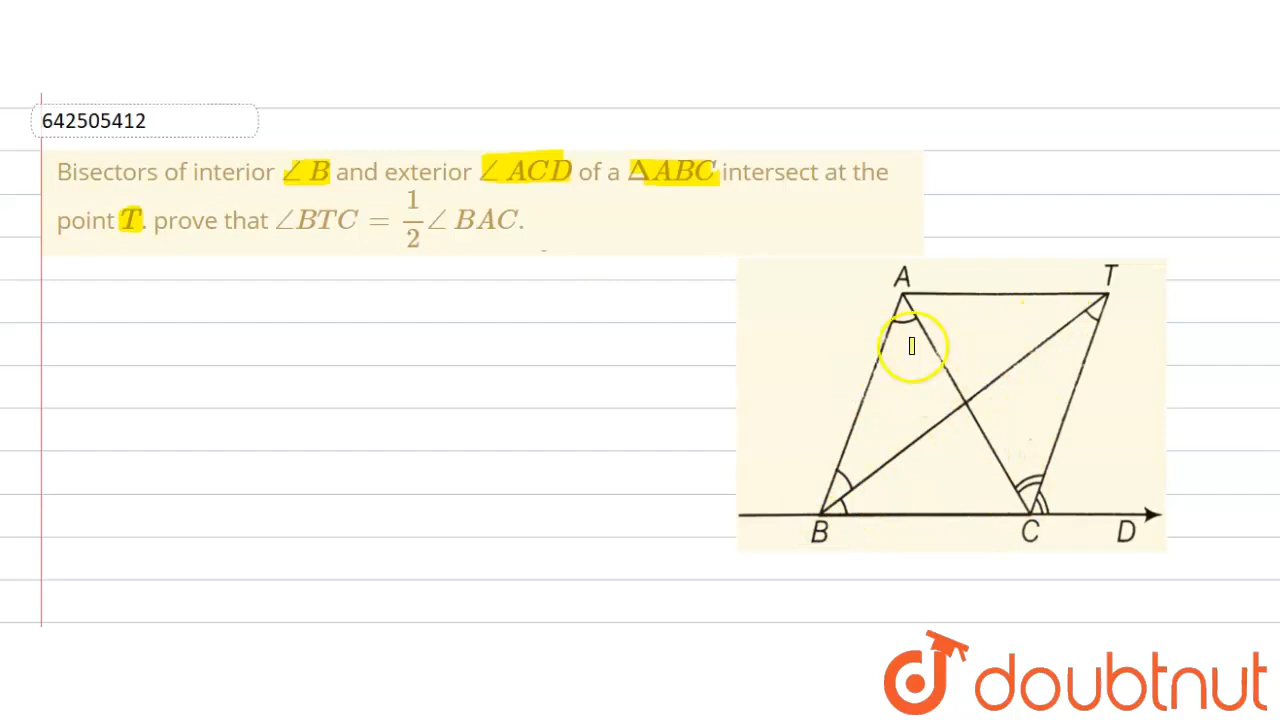 642505412
Bisectors of interior ∠B and exterior ∠ACD of a ΔABC intersect at the
point T. prove that ∠BTC = 1/2 ∠BAC.
A T
B C D
doubtnut